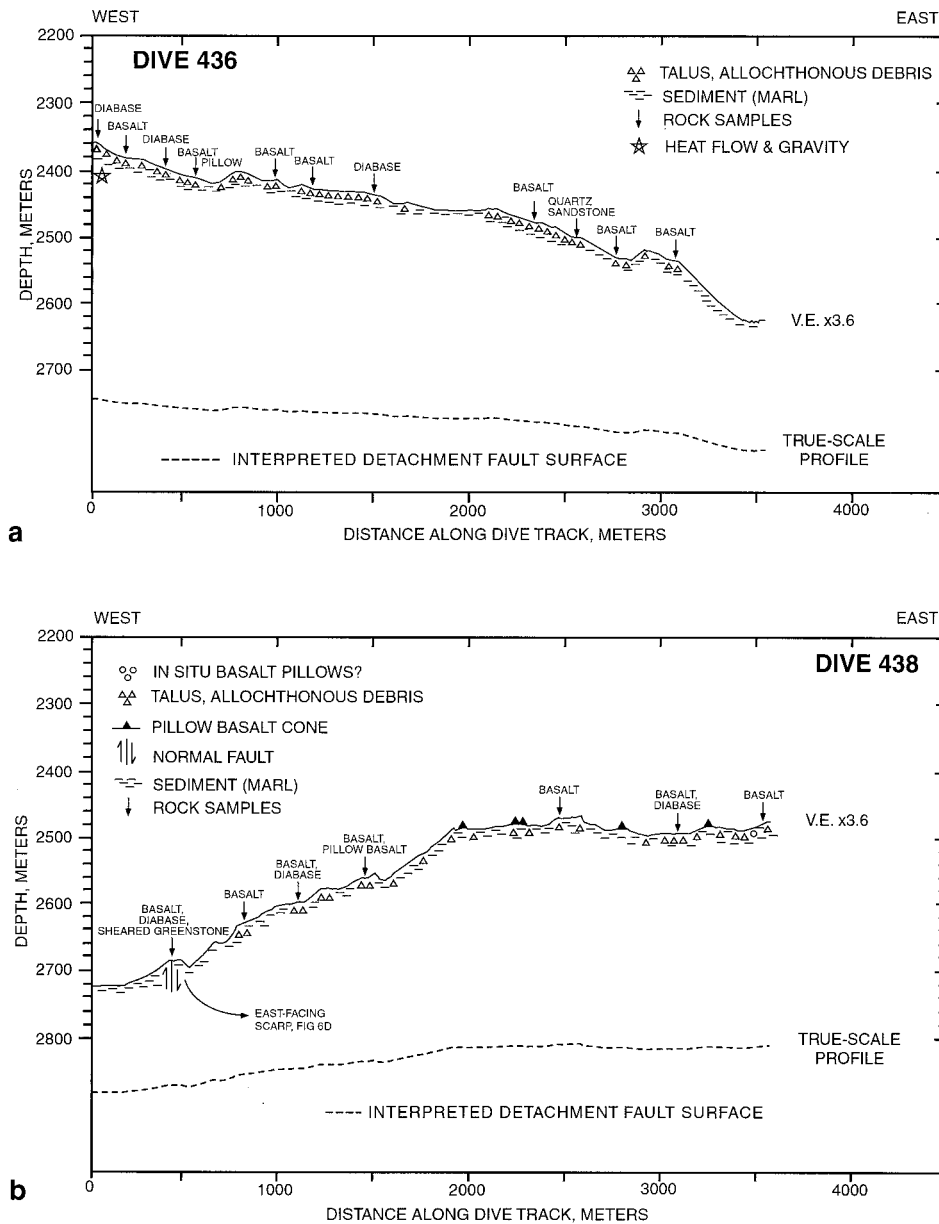 WEST
EAST
DIVE 436
2200
2300
2400
2500
2600
2700
DEPTH, METERS
TALUS, ALLOCHTHONOUS DEBRIS
SEDIMENT (MARL)
ROCK SAMPLES
HEAT FLOW & GRAVITY
DIABASE
BASALT
DIABASE
BASALT
PILLOW
BASALT
BASALT
DIABASE
BASALT
QUARTZ
SANDSTONE
BASALT
BASALT
V.E. x3.6
TRUE-SCALE
PROFILE
INTERPRETED DETACHMENT FAULT SURFACE
0
1000
2000
3000
4000
DISTANCE ALONG DIVE TRACK, METERS
a
WEST
EAST
DIVE 438
2200
2300
2400
2500
2600
2700
2800
DEPTH, METERS
IN SITU BASALT PILLOWS?
TALUS, ALLOCHTHONOUS DEBRIS
PILLOW BASALT CONE
NORMAL FAULT
SEDIMENT (MARL)
ROCK SAMPLES
BASALT,
DIABASE,
SHEARED GREENSTONE
BASALT
BASALT,
DIABASE
BASALT,
PILLOW BASALT
BASALT
BASALT,
DIABASE
BASALT
V.E. x3.6
EAST-FACING
SCARP, FIG 6D
TRUE-SCALE
PROFILE
INTERPRETED DETACHMENT FAULT SURFACE
0
1000
2000
3000
4000
DISTANCE ALONG DIVE TRACK, METERS
b